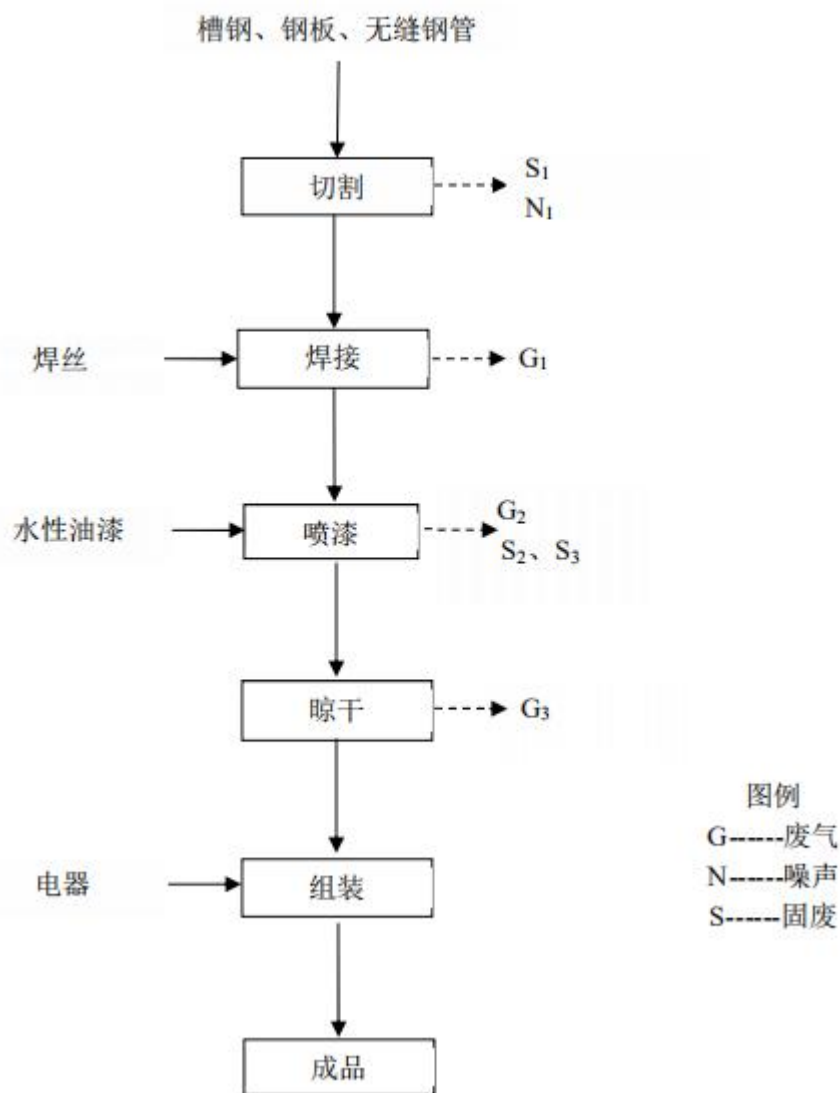 槽钢、钢板、无缝钢管
切割
S₁
N₁
焊丝
焊接
G₁
水性油漆
喷漆
G₂
S₂、S₃
晾干
G₃
电器
组装
成品
图例
G------废气
N------噪声
S------固废